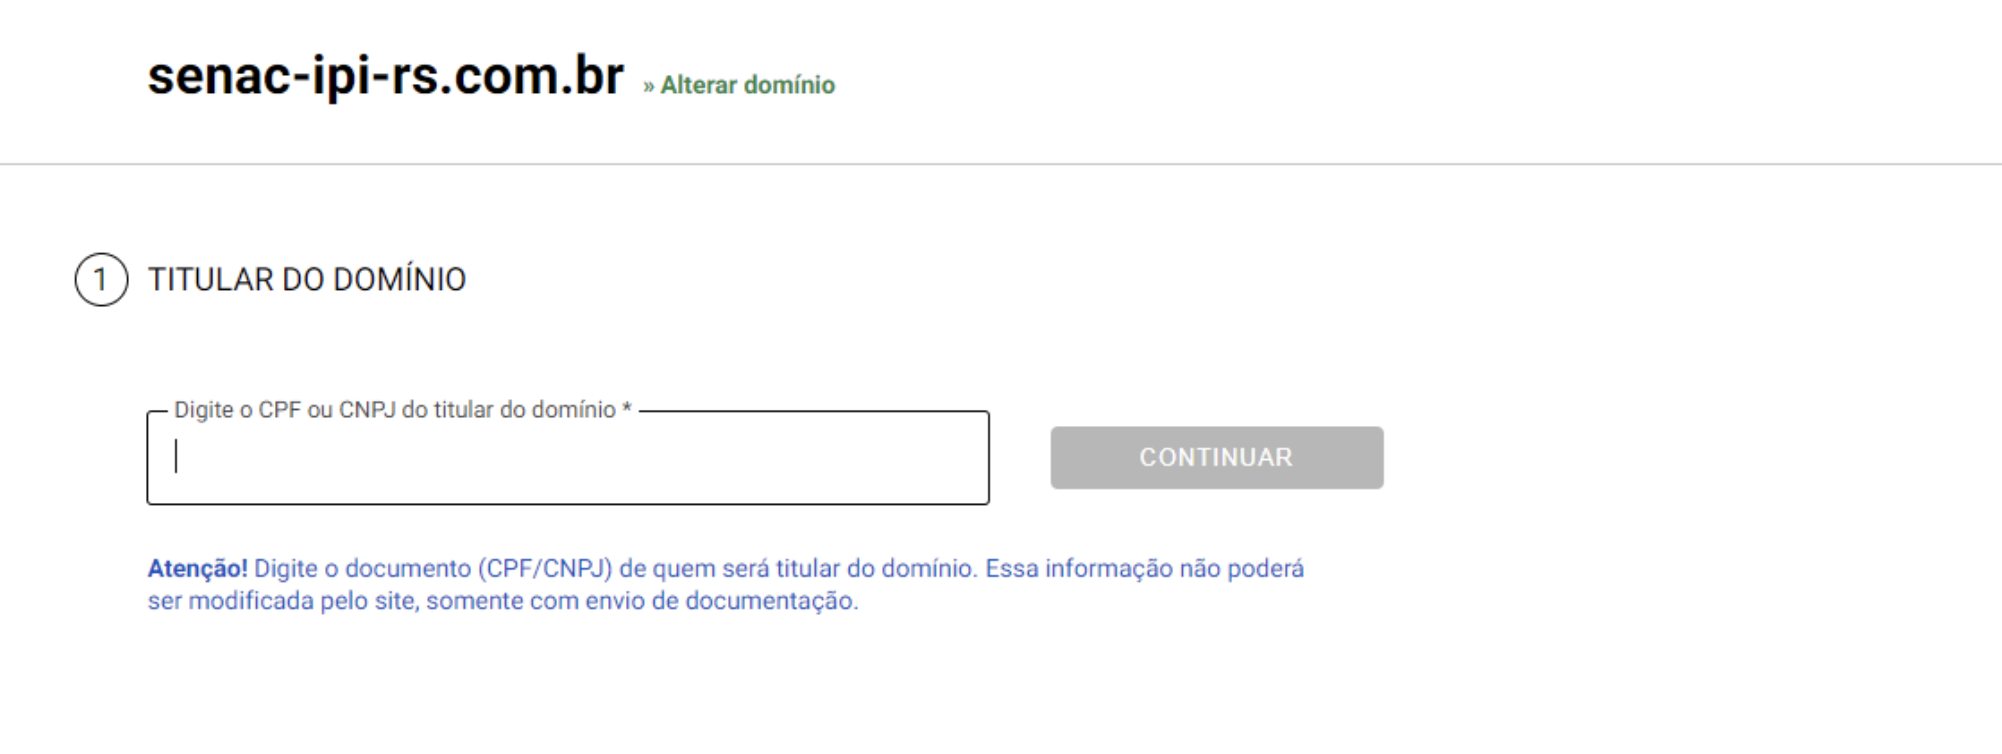 senac-ipi-rs.com.br » Alterar domínio
1 TITULAR DO DOMÍNIO
Digite o CPF ou CNPJ do titular do domínio *
CONTINUAR
Atenção! Digite o documento (CPF/CNPJ) de quem será titular do domínio. Essa informação não poderá
ser modificada pelo site, somente com envio de documentação.